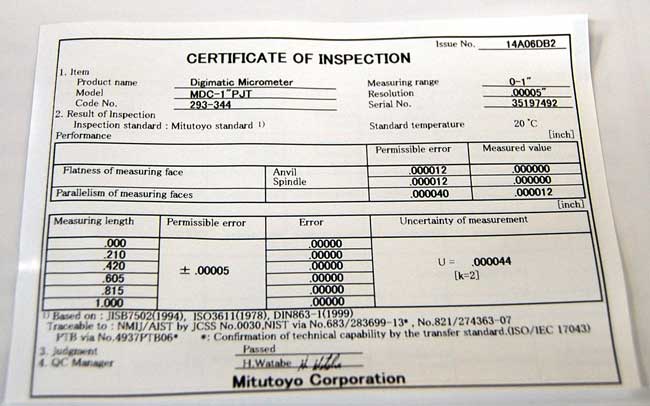 Issue No. 14A06DB2
CERTIFICATE OF INSPECTION
1. Item
Product name Digimatic Micrometer Measuring range 0-1"
Model MDC-1"PJT Resolution .00005"
Code No. 293-344 Serial No. 35197492
2. Result of Inspection
Inspection standard : Mitutoyo standard 1) Standard temperature 20 °C
Performance [inch]
Permissible error Measured value
Flatness of measuring face Anvil .000012 .000000
Spindle .000012 .000000
Parallelism of measuring faces .000040 .000012
[inch]
Measuring length Permissible error Error Uncertainty of measurement
.000 .00000
.210 .00000
.420 .00000 U = .000044
± .00005
.605 .00000 [k=2]
.815 .00000
1.000 .00000
1) Based on : JISB7502(1994), ISO3611(1978), DIN863-1(1999)
Traceable to : NMIJ/AIST by JCSS No.0030,NIST via No.683/283699-13* , No.821/274363-07
PTB via No.4937PTB06* *: Confirmation of technical capability by the transfer standard.(ISO/IEC 17043)
3. Judgment Passed
4. QC Manager H.Watabe H. Watabe
Mitutoyo Corporation